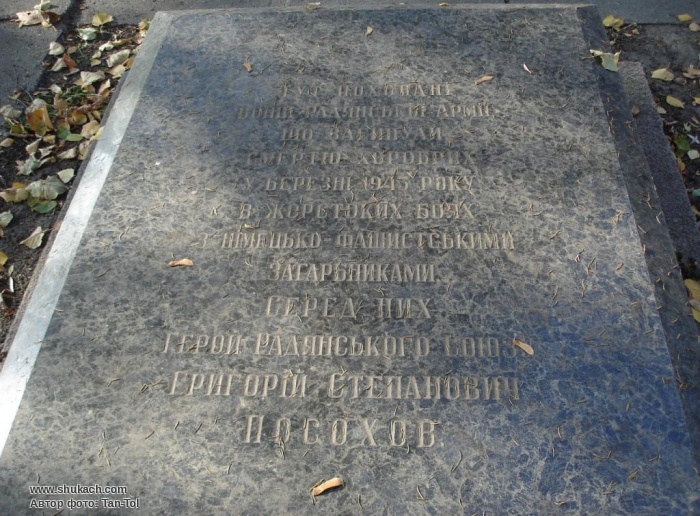 ТУТ ПОХОВАНІ
ВОЇНИ РАДЯНСЬКОЇ АРМІЇ
ЩО ЗАГИНУЛИ
СМЕРТЮ ХОРОБРИХ
У БЕРЕЗНІ 1943 РОКУ
В ЖОРСТОКИХ БОЯХ
З НІМЕЦЬКО-ФАШИСТСЬКИМИ
ЗАГАРБНИКАМИ.
СЕРЕД НИХ
ГЕРОЙ РАДЯНСЬКОГО СОЮЗУ
ГРИГОРІЙ СТЕПАНОВИЧ
ПОСОХОВ.
www.shukach.com
Автор фото: Tan-Tol